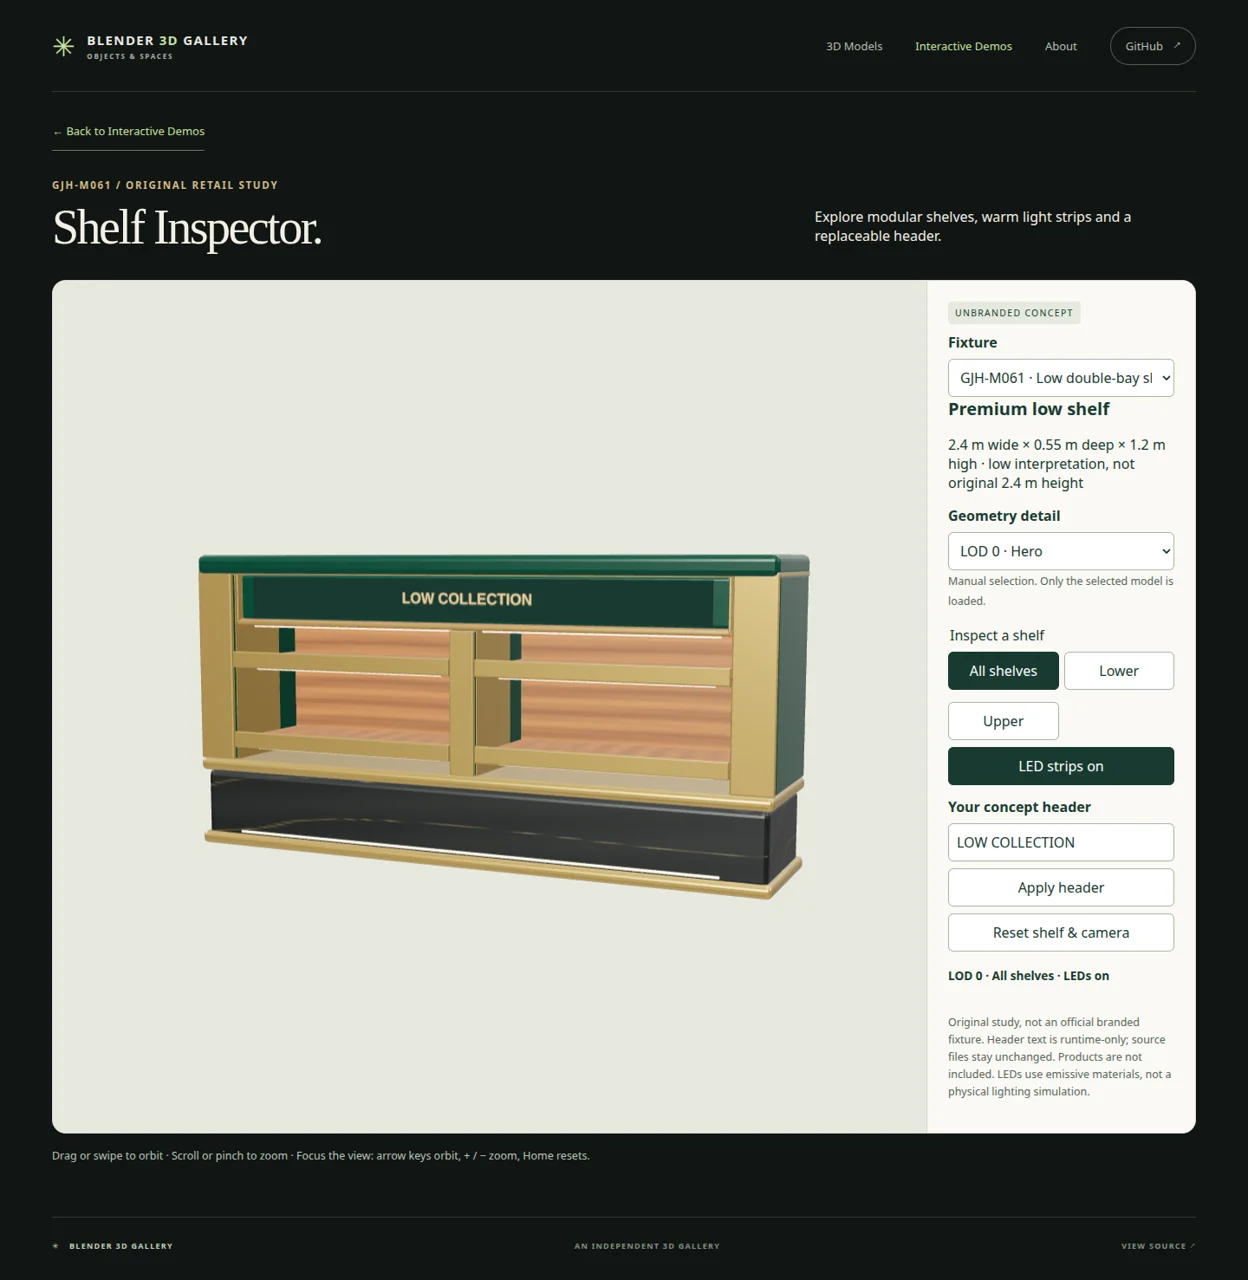 BLENDER 3D GALLERY
OBJECTS & SPACES
3D Models
Interactive Demos
About
GitHub ↗
← Back to Interactive Demos
GJH-M061 / ORIGINAL RETAIL STUDY
Shelf Inspector.
Explore modular shelves, warm light strips and a
replaceable header.
LOW COLLECTION
UNBRANDED CONCEPT
Fixture
GJH-M061 · Low double-bay sl
Premium low shelf
2.4 m wide × 0.55 m deep × 1.2 m
high · low interpretation, not
original 2.4 m height
Geometry detail
LOD 0 · Hero
Manual selection. Only the selected model is
loaded.
Inspect a shelf
All shelves
Lower
Upper
LED strips on
Your concept header
LOW COLLECTION
Apply header
Reset shelf & camera
LOD 0 · All shelves · LEDs on
Original study, not an official branded
fixture. Header text is runtime-only; source
files stay unchanged. Products are not
included. LEDs use emissive materials, not a
physical lighting simulation.
Drag or swipe to orbit · Scroll or pinch to zoom · Focus the view: arrow keys orbit, + / − zoom, Home resets.
BLENDER 3D GALLERY
AN INDEPENDENT 3D GALLERY
VIEW SOURCE ↗